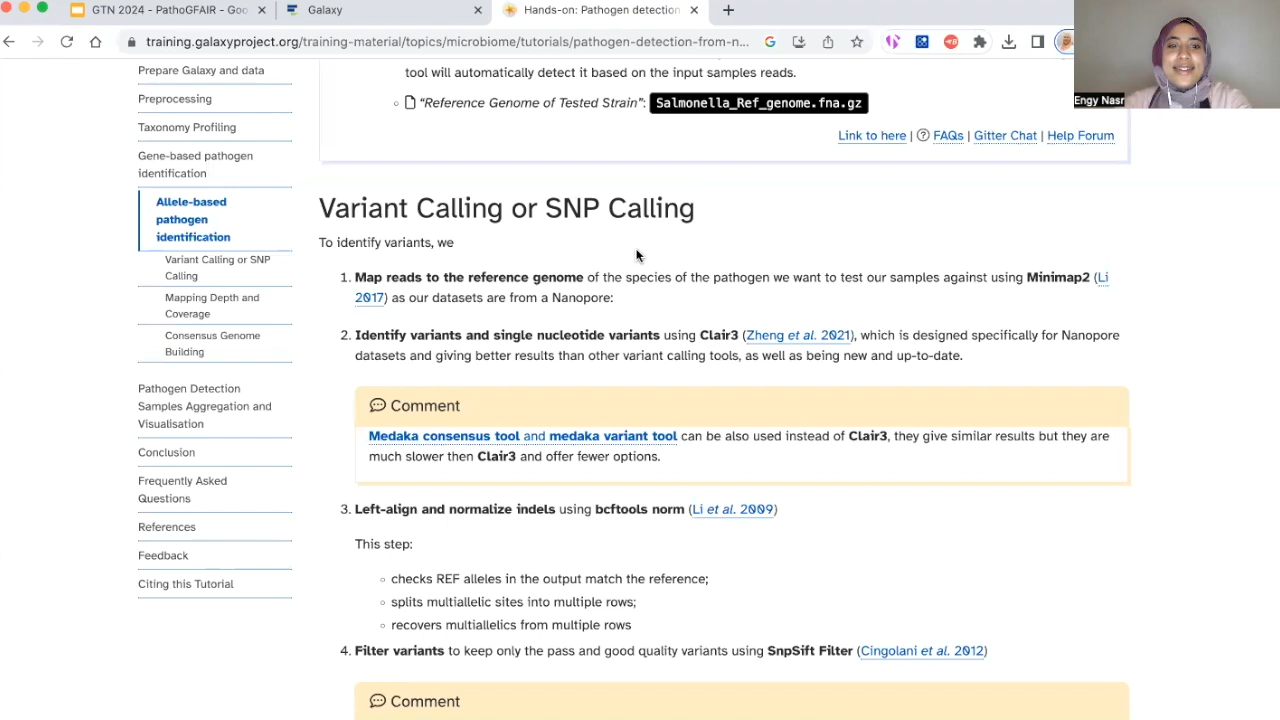 GTN 2024 - PathoGFAIR - Goo
Galaxy
Hands-on: Pathogen detection
training.galaxyproject.org/training-material/topics/microbiome/tutorials/pathogen-detection-from-n...
Engy Nasr
Prepare Galaxy and data
Preprocessing
Taxonomy Profiling
Gene-based pathogen
identification
Allele-based
pathogen
identification
Variant Calling or SNP
Calling
Mapping Depth and
Coverage
Consensus Genome
Building
Pathogen Detection
Samples Aggregation and
Visualisation
Conclusion
Frequently Asked
Questions
References
Feedback
Citing this Tutorial
tool will automatically detect it based on the input samples reads.
“Reference Genome of Tested Strain”: Salmonella_Ref_genome.fna.gz
Link to here | FAQs | Gitter Chat | Help Forum
Variant Calling or SNP Calling
To identify variants, we
1. Map reads to the reference genome of the species of the pathogen we want to test our samples against using Minimap2 (Li
2017) as our datasets are from a Nanopore:
2. Identify variants and single nucleotide variants using Clair3 (Zheng et al. 2021), which is designed specifically for Nanopore
datasets and giving better results than other variant calling tools, as well as being new and up-to-date.
Comment
Medaka consensus tool and medaka variant tool can be also used instead of Clair3, they give similar results but they are
much slower then Clair3 and offer fewer options.
3. Left-align and normalize indels using bcftools norm (Li et al. 2009)
This step:
checks REF alleles in the output match the reference;
splits multiallelic sites into multiple rows;
recovers multiallelics from multiple rows
4. Filter variants to keep only the pass and good quality variants using SnpSift Filter (Cingolani et al. 2012)
Comment